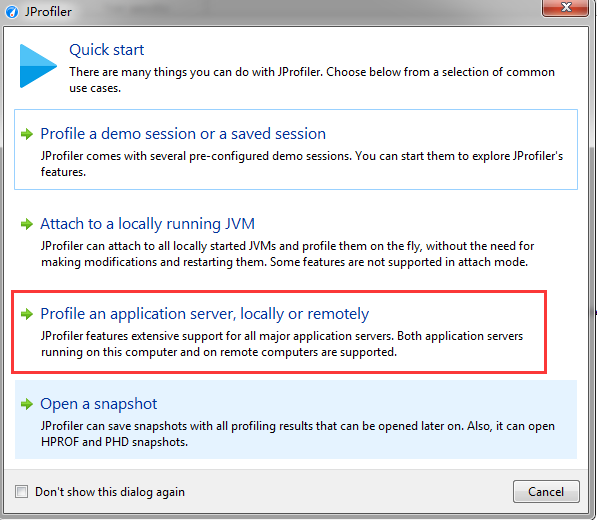 JProfiler
Quick start
There are many things you can do with JProfiler. Choose below from a selection of common
use cases.
Profile a demo session or a saved session
JProfiler comes with several pre-configured demo sessions. You can start them to explore JProfiler's
features.
Attach to a locally running JVM
JProfiler can attach to all locally started JVMs and profile them on the fly, without the need for
making modifications and restarting them. Some features are not supported in attach mode.
Profile an application server, locally or remotely
JProfiler features extensive support for all major application servers. Both application servers
running on this computer and on remote computers are supported.
Open a snapshot
JProfiler can save snapshots with all profiling results that can be opened later on. Also, it can open
HPROF and PHD snapshots.
Don't show this dialog again
Cancel